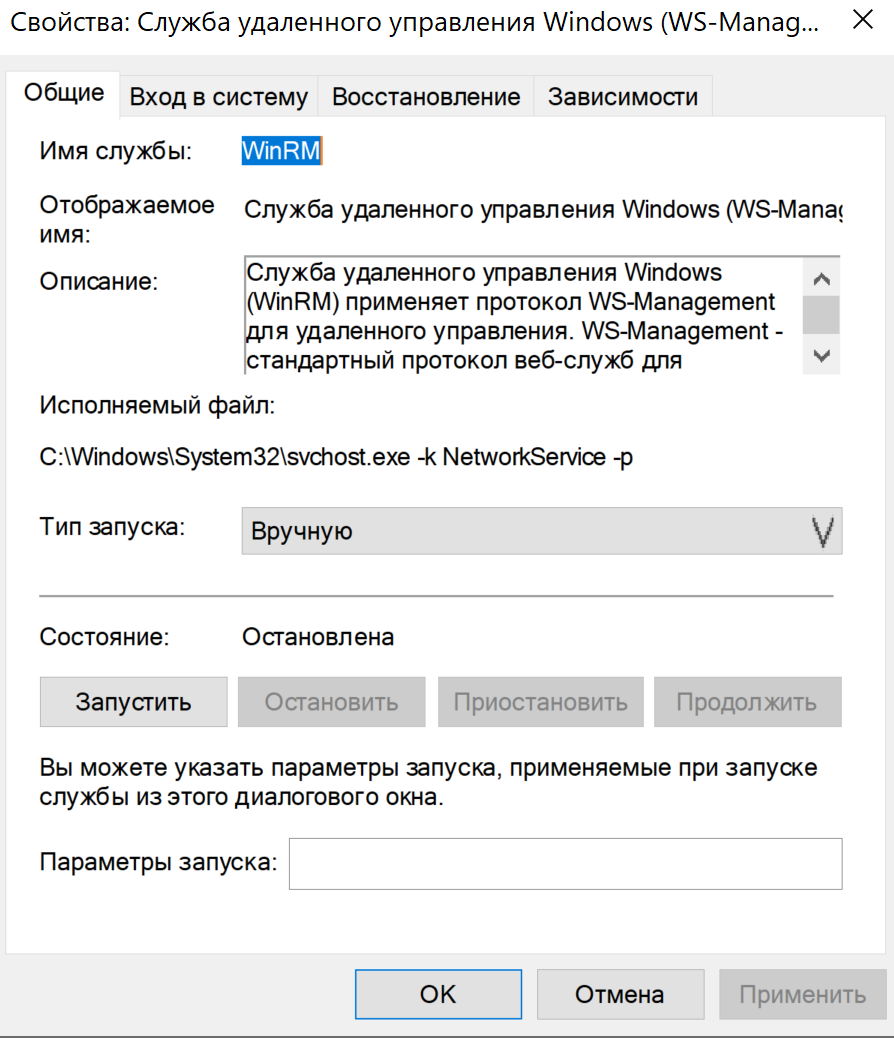 Свойства: Служба удаленного управления Windows (WS-Manag...
Общие
Вход в систему
Восстановление
Зависимости
Имя службы:
WinRM
Отображаемое
имя:
Служба удаленного управления Windows (WS-Manag
Описание:
Служба удаленного управления Windows
(WinRM) применяет протокол WS-Management
для удаленного управления. WS-Management -
стандартный протокол веб-служб для
Исполняемый файл:
C:\Windows\System32\svchost.exe -k NetworkService -p
Тип запуска:
Вручную
Состояние:
Остановлена
Запустить
Остановить
Приостановить
Продолжить
Вы можете указать параметры запуска, применяемые при запуске
службы из этого диалогового окна.
Параметры запуска:
OK
Отмена
Применить